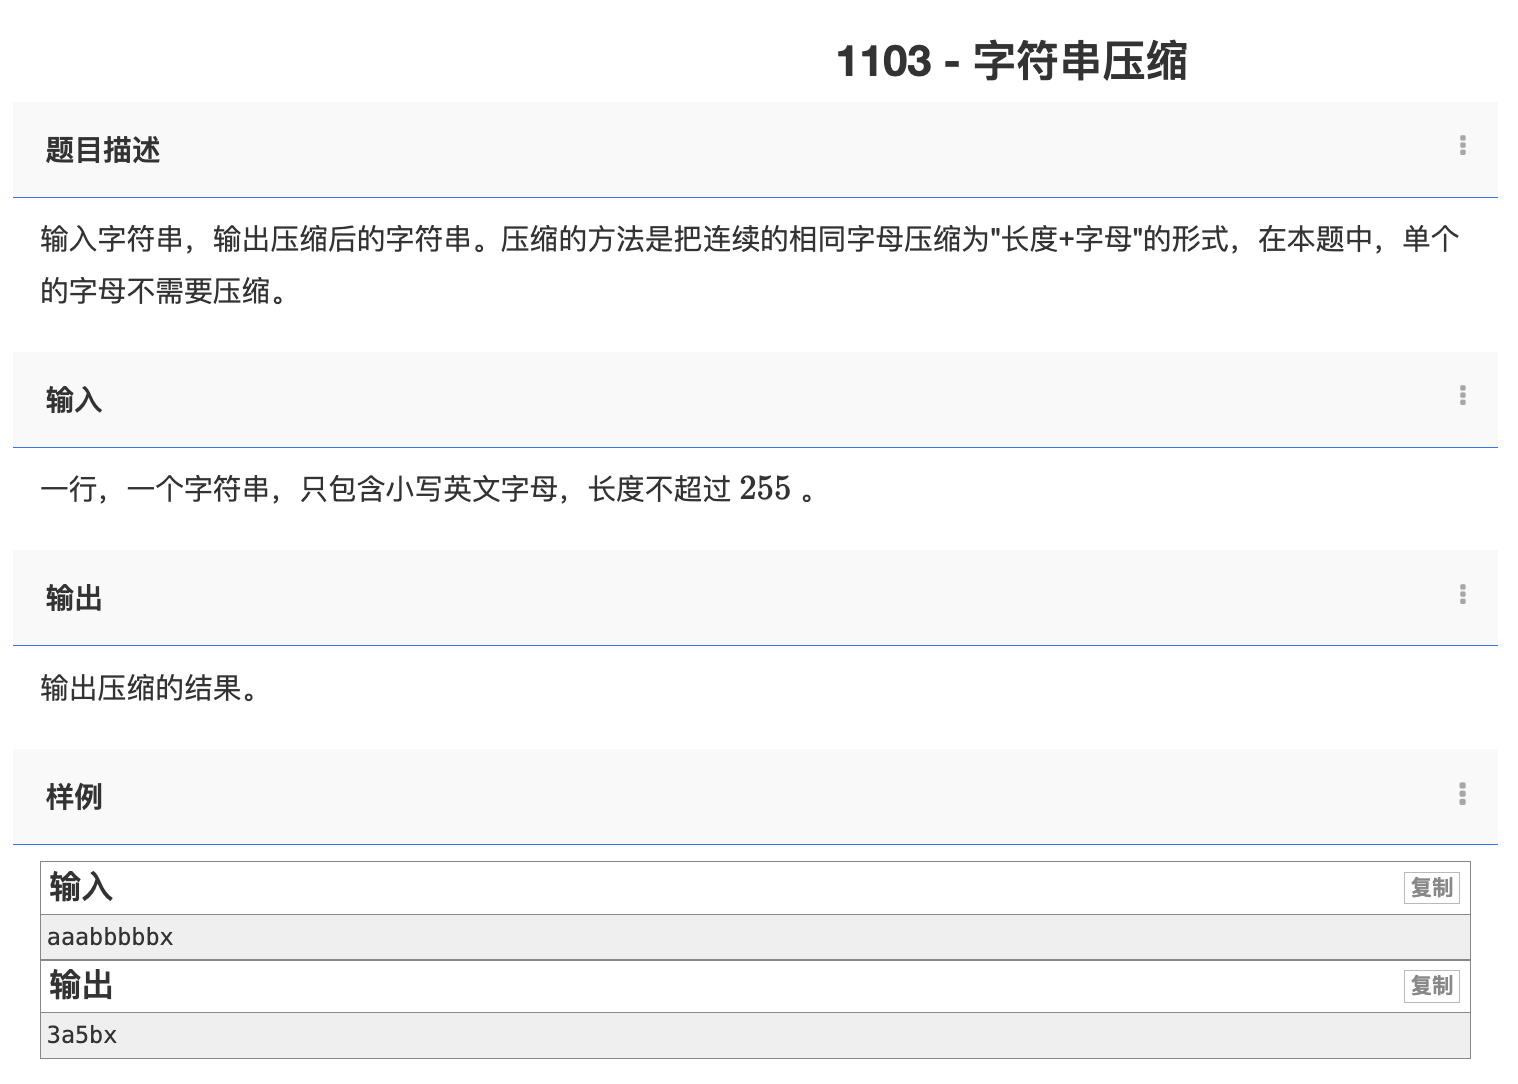 1103 - 字符串压缩
题目描述
输入字符串，输出压缩后的字符串。压缩的方法是把连续的相同字母压缩为"长度+字母"的形式，在本题中，单个
的字母不需要压缩。
输入
一行，一个字符串，只包含小写英文字母，长度不超过 255 。
输出
输出压缩的结果。
样例
输入
复制
aaabbbbbx
输出
复制
3a5bx